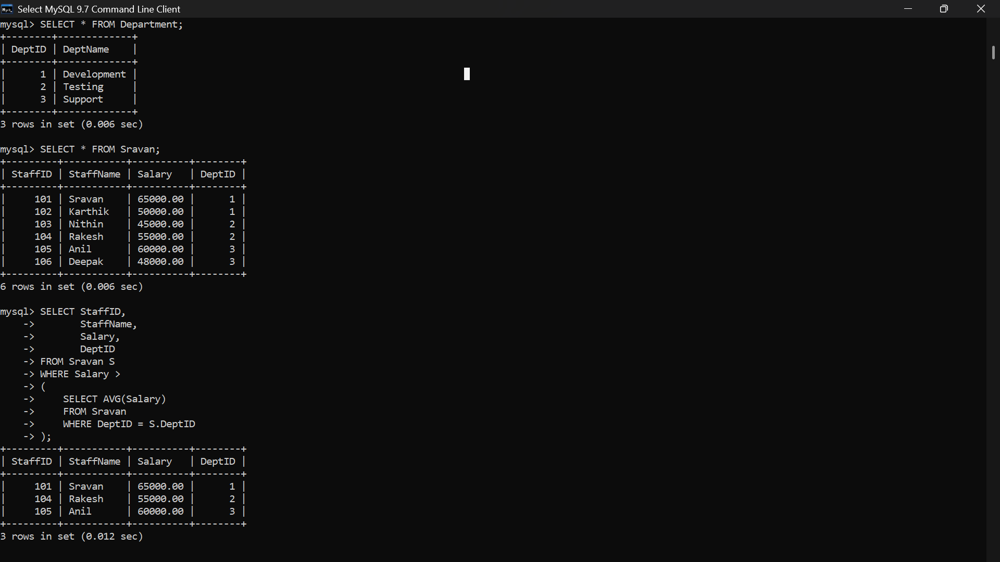 Select MySQL 9.7 Command Line Client
mysql> SELECT * FROM Department;
+--------+-------------+
| DeptID | DeptName    |
+--------+-------------+
|      1 | Development |
|      2 | Testing     |
|      3 | Support     |
+--------+-------------+
3 rows in set (0.006 sec)

mysql> SELECT * FROM Sravan;
+---------+-----------+----------+--------+
| StaffID | StaffName | Salary   | DeptID |
+---------+-----------+----------+--------+
|     101 | Sravan    | 65000.00 |      1 |
|     102 | Karthik   | 50000.00 |      1 |
|     103 | Nithin    | 45000.00 |      2 |
|     104 | Rakesh    | 55000.00 |      2 |
|     105 | Anil      | 60000.00 |      3 |
|     106 | Deepak    | 48000.00 |      3 |
+---------+-----------+----------+--------+
6 rows in set (0.006 sec)

mysql> SELECT StaffID,
    ->        StaffName,
    ->        Salary,
    ->        DeptID
    -> FROM Sravan S
    -> WHERE Salary >
    -> (
    ->     SELECT AVG(Salary)
    ->     FROM Sravan
    ->     WHERE DeptID = S.DeptID
    -> );
+---------+-----------+----------+--------+
| StaffID | StaffName | Salary   | DeptID |
+---------+-----------+----------+--------+
|     101 | Sravan    | 65000.00 |      1 |
|     104 | Rakesh    | 55000.00 |      2 |
|     105 | Anil      | 60000.00 |      3 |
+---------+-----------+----------+--------+
3 rows in set (0.012 sec)